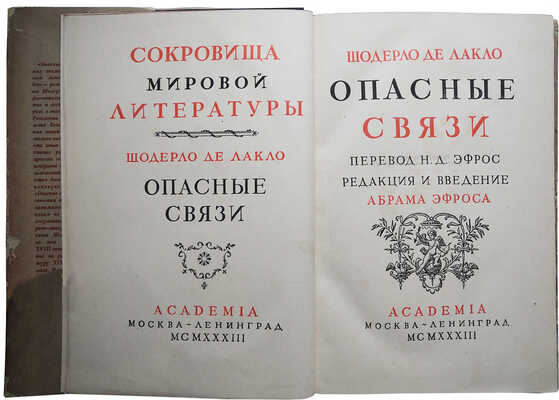 СОКРОВИЩА
МИРОВОЙ
ЛИТЕРАТУРЫ
ШОДЕРЛО ДЕ ЛАКЛО
ОПАСНЫЕ
СВЯЗИ
ACADEMIA
МОСКВА-ЛЕНИНГРАД
MCMXXXIII
ШОДЕРЛО ДЕ ЛАКЛО
ОПАСНЫЕ
СВЯЗИ
ПЕРЕВОД Н. Д. ЭФРОС
РЕДАКЦИЯ И ВВЕДЕНИЕ
АБРАМА ЭФРОСА
ACADEMIA
МОСКВА-ЛЕНИНГРАД
MCMXXXIII